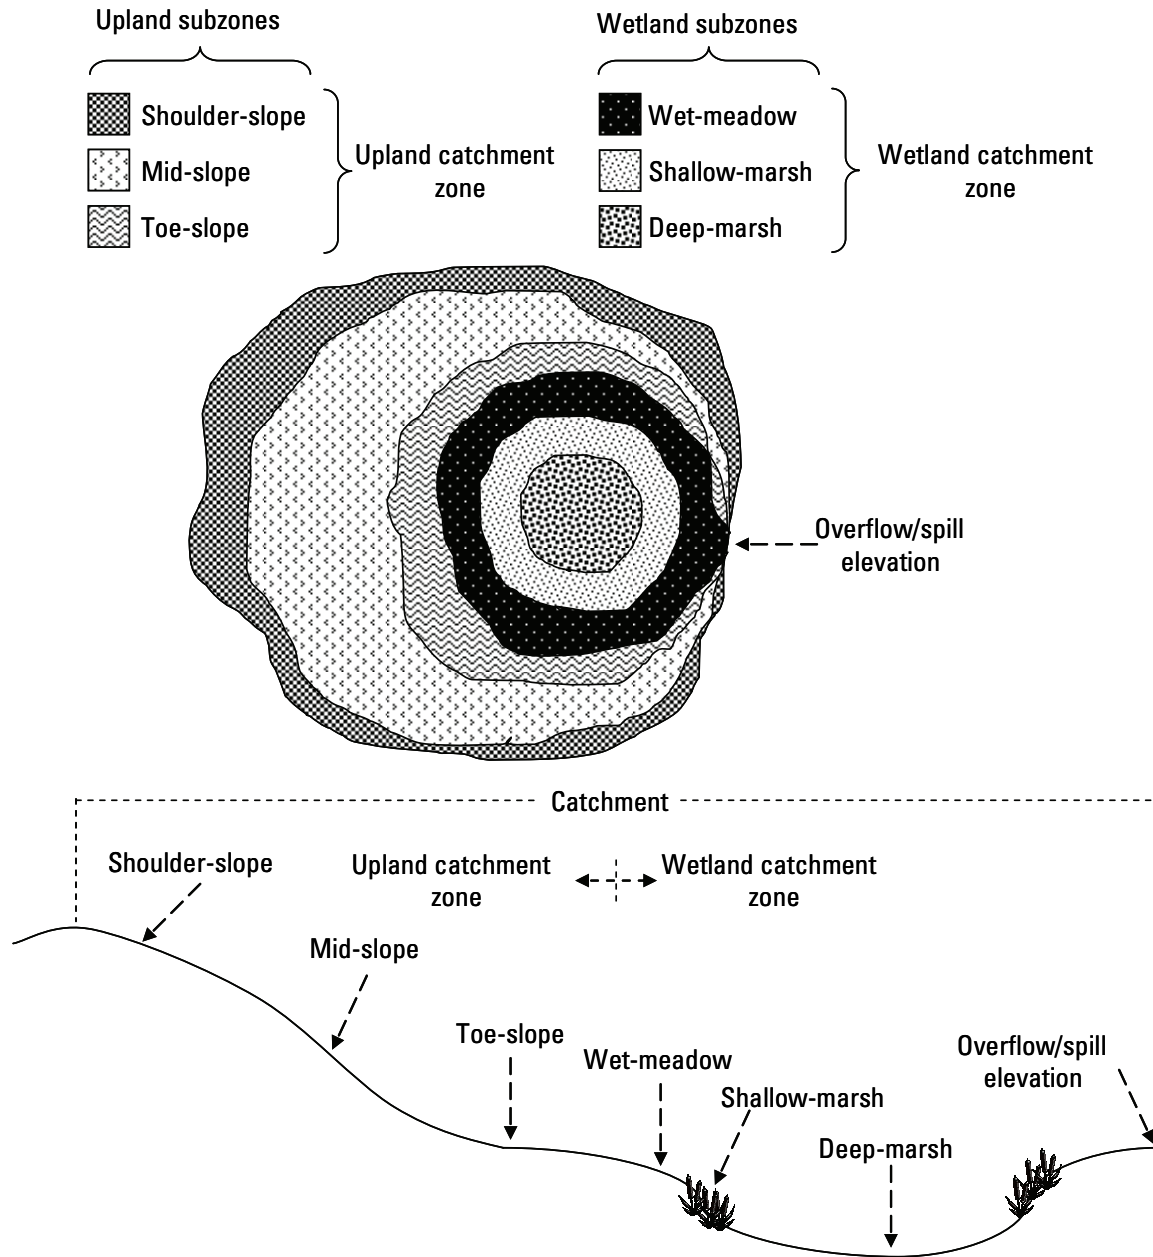 Upland subzones
Wetland subzones
Shoulder-slope
Mid-slope
Toe-slope
Upland catchment
zone
Wet-meadow
Shallow-marsh
Deep-marsh
Wetland catchment
zone
Overflow/spill
elevation
Catchment
Shoulder-slope
Upland catchment
zone
Wetland catchment
zone
Mid-slope
Toe-slope
Wet-meadow
Shallow-marsh
Deep-marsh
Overflow/spill
elevation